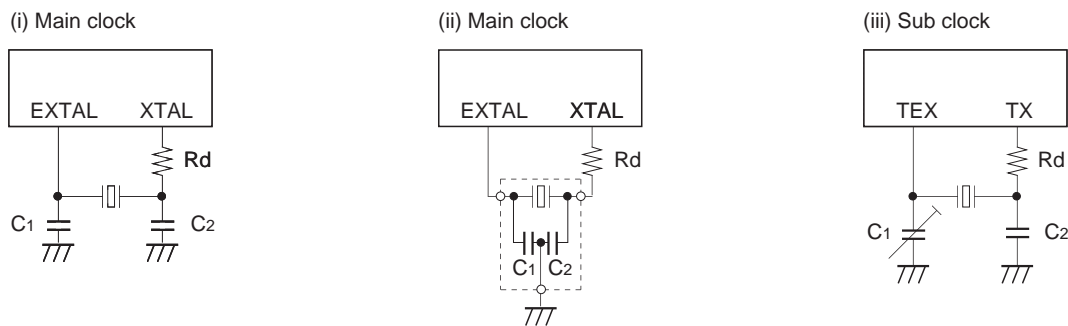 (i) Main clock
EXTAL XTAL
Rd
C1 C2
(ii) Main clock
EXTAL XTAL
Rd
C1 C2
(iii) Sub clock
TEX TX
Rd
C1 C2